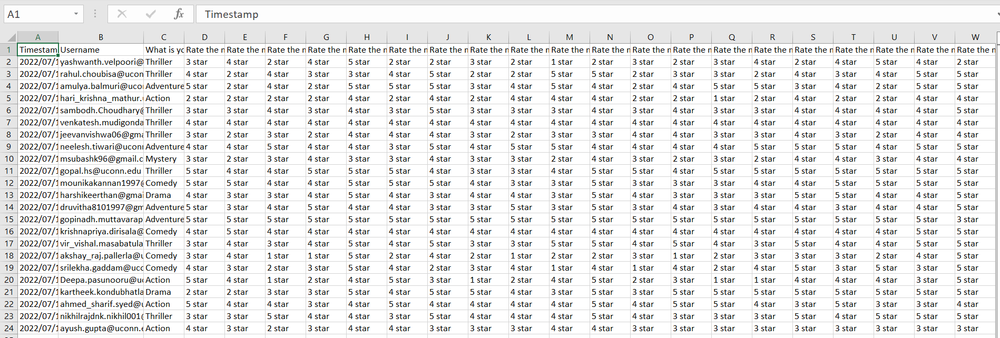 A1 fx Timestamp
A B C D E F G H I J K L M N O P Q R S T U V W
1 Timestam Username What is yo Rate the n Rate the n Rate the n Rate the n Rate the n Rate the n Rate the n Rate the n Rate the n Rate the n Rate the n Rate the n Rate the n Rate the n Rate the n Rate the n Rate the n Rate the n Rate the n Rate the n
2 2022/07/1 yashwanth.velpoori@ Thriller 3 star 4 star 2 star 4 star 5 star 2 star 2 star 3 star 2 star 1 star 2 star 3 star 2 star 3 star 4 star 2 star 4 star 5 star 4 star 2 star
3 2022/07/1 rahul.choubisa@ucon Thriller 4 star 2 star 4 star 3 star 3 star 4 star 5 star 2 star 2 star 5 star 5 star 2 star 3 star 3 star 2 star 4 star 3 star 4 star 5 star 5 star
4 2022/07/1 amulya.balmuri@uco Adventure 5 star 2 star 4 star 2 star 5 star 5 star 5 star 3 star 4 star 5 star 4 star 2 star 4 star 5 star 5 star 3 star 4 star 2 star 5 star 5 star
5 2022/07/1 hari_krishna_mathur. Action 2 star 2 star 2 star 2 star 4 star 2 star 4 star 2 star 4 star 4 star 4 star 2 star 2 star 1 star 2 star 4 star 2 star 2 star 4 star 4 star
6 2022/07/1 sambodh.Choudhary@ Thriller 3 star 3 star 4 star 3 star 4 star 3 star 5 star 3 star 3 star 3 star 4 star 3 star 4 star 3 star 3 star 4 star 4 star 4 star 4 star 5 star
7 2022/07/1 venkatesh.mudigonda Thriller 4 star 4 star 4 star 4 star 4 star 4 star 4 star 4 star 4 star 4 star 4 star 4 star 4 star 4 star 4 star 4 star 4 star 4 star 4 star 4 star
8 2022/07/1 jeevanvishwa06@gma Thriller 3 star 2 star 3 star 2 star 4 star 4 star 4 star 3 star 2 star 3 star 3 star 4 star 4 star 3 star 3 star 4 star 3 star 2 star 4 star 4 star
9 2022/07/1 neelesh.tiwari@uconn Adventure 4 star 4 star 5 star 4 star 4 star 3 star 5 star 4 star 5 star 5 star 4 star 4 star 4 star 4 star 5 star 5 star 5 star 4 star 5 star 5 star
10 2022/07/1 msubashk96@gmail.c Mystery 3 star 2 star 3 star 4 star 3 star 3 star 4 star 3 star 3 star 2 star 4 star 3 star 2 star 3 star 2 star 4 star 4 star 3 star 4 star 4 star
11 2022/07/1 gopal.hs@uconn.edu Thriller 5 star 4 star 4 star 5 star 5 star 5 star 4 star 3 star 3 star 4 star 5 star 5 star 4 star 5 star 5 star 5 star 5 star 5 star 5 star 5 star
12 2022/07/1 mounikakannan1997@ Comedy 5 star 5 star 4 star 4 star 5 star 5 star 5 star 4 star 3 star 3 star 5 star 3 star 3 star 3 star 4 star 4 star 5 star 5 star 5 star 5 star
13 2022/07/1 harshikeerthan@gmai Drama 4 star 3 star 3 star 4 star 5 star 4 star 3 star 4 star 4 star 3 star 5 star 4 star 3 star 3 star 3 star 5 star 5 star 4 star 4 star 5 star
14 2022/07/1 druvitha8101997@gm Adventure 5 star 3 star 4 star 5 star 4 star 4 star 3 star 3 star 5 star 3 star 5 star 3 star 4 star 3 star 4 star 4 star 3 star 4 star 4 star 5 star
15 2022/07/1 gopinadh.muttavarap Adventure 5 star 5 star 5 star 5 star 5 star 5 star 5 star 5 star 5 star 5 star 5 star 5 star 5 star 5 star 5 star 5 star 5 star 5 star 5 star 3 star
16 2022/07/1 krishnapriya.dirisala@ Comedy 4 star 5 star 4 star 4 star 4 star 4 star 4 star 4 star 4 star 4 star 4 star 4 star 4 star 4 star 4 star 4 star 4 star 4 star 5 star 5 star
17 2022/07/1 vir_vishal.masabatula Thriller 3 star 4 star 3 star 4 star 5 star 4 star 5 star 3 star 3 star 5 star 5 star 4 star 5 star 4 star 3 star 5 star 4 star 4 star 5 star 5 star
18 2022/07/1 akshay_raj.pallerla@u Comedy 3 star 4 star 1 star 1 star 5 star 2 star 4 star 2 star 1 star 2 star 2 star 3 star 1 star 2 star 3 star 3 star 3 star 2 star 4 star 5 star
19 2022/07/1 srilekha.gaddam@ucc Comedy 4 star 3 star 2 star 3 star 5 star 4 star 2 star 3 star 4 star 1 star 4 star 1 star 4 star 2 star 4 star 5 star 3 star 5 star 3 star 5 star
20 2022/07/1 Deepa.pasunooru@u Action 5 star 4 star 1 star 2 star 4 star 5 star 3 star 1 star 2 star 4 star 5 star 2 star 3 star 1 star 1 star 4 star 4 star 4 star 3 star 5 star
21 2022/07/1 kartheek.kondubhatla Drama 2 star 2 star 3 star 3 star 5 star 4 star 5 star 5 star 4 star 3 star 5 star 3 star 5 star 5 star 5 star 5 star 5 star 5 star 5 star 5 star
22 2022/07/1 ahmed_sharif.syed@u Action 5 star 4 star 4 star 3 star 4 star 5 star 4 star 4 star 4 star 4 star 5 star 4 star 5 star 5 star 4 star 3 star 5 star 3 star 3 star 4 star
23 2022/07/1 nikhilrajdnk.nikhil001@ Thriller 3 star 3 star 5 star 4 star 4 star 3 star 5 star 4 star 4 star 4 star 5 star 4 star 3 star 3 star 3 star 5 star 4 star 5 star 5 star 5 star
24 2022/07/1 ayush.gupta@uconn.e Action 4 star 3 star 2 star 3 star 4 star 4 star 3 star 3 star 3 star 4 star 4 star 3 star 3 star 3 star 3 star 3 star 3 star 3 star 3 star 3 star